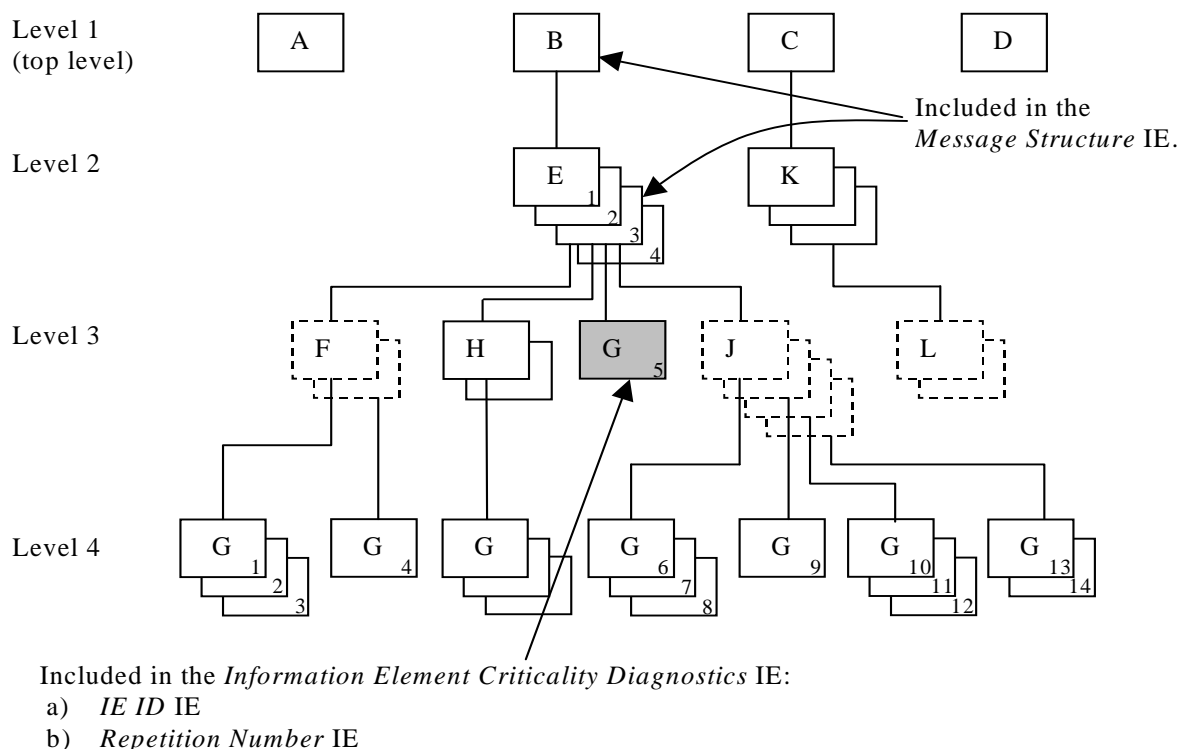 Level 1
(top level)
A
B
C
D
Included in the
Message Structure IE.
Level 2
E
1
2
3
4
K
Level 3
F
H
G
5
J
L
Level 4
G
1
2
3
G
4
G
G
6
7
8
G
9
G
10
11
12
G
13
14
Included in the Information Element Criticality Diagnostics IE:
a) IE ID IE
b) Repetition Number IE